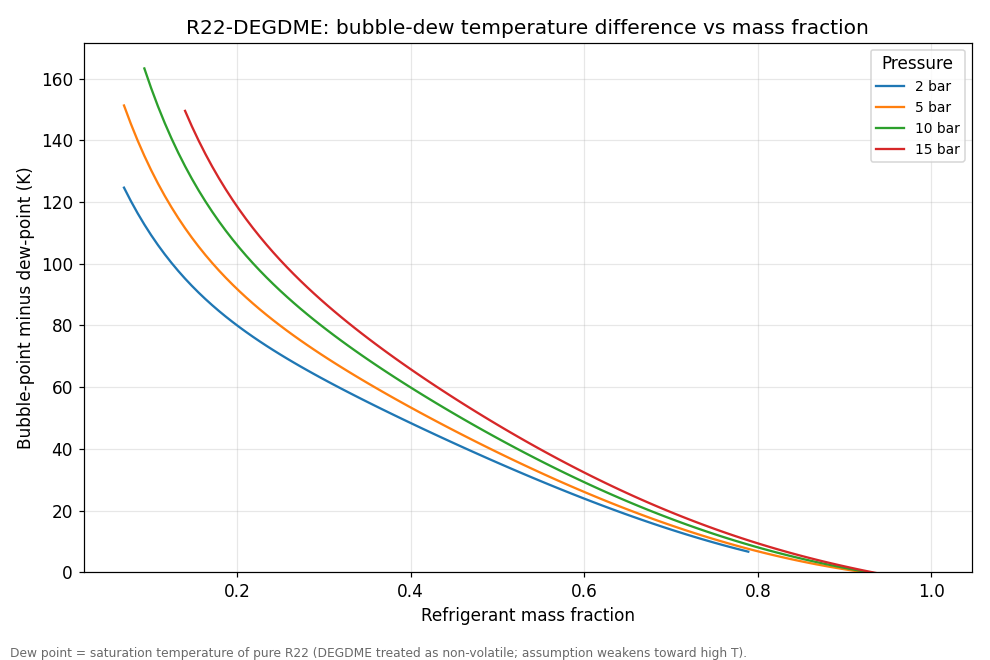 R22-DEGDME: bubble-dew temperature difference vs mass fraction
Pressure
2 bar
5 bar
10 bar
15 bar
Bubble-point minus dew-point (K)
160
140
120
100
80
60
40
20
0
0.2 0.4 0.6 0.8 1.0
Refrigerant mass fraction
Dew point = saturation temperature of pure R22 (DEGDME treated as non-volatile; assumption weakens toward high T).